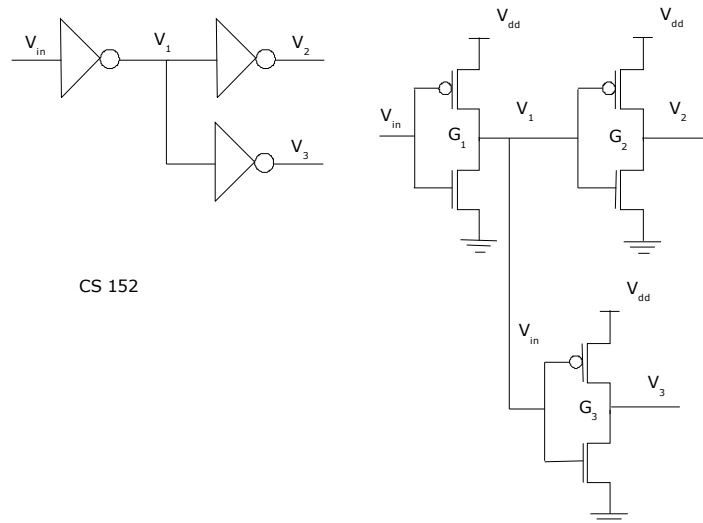 V_in V_1 V_2
V_3
CS 152
V_dd V_dd
V_in G_1 V_1 G_2 V_2
V_dd
V_in
G_3 V_3